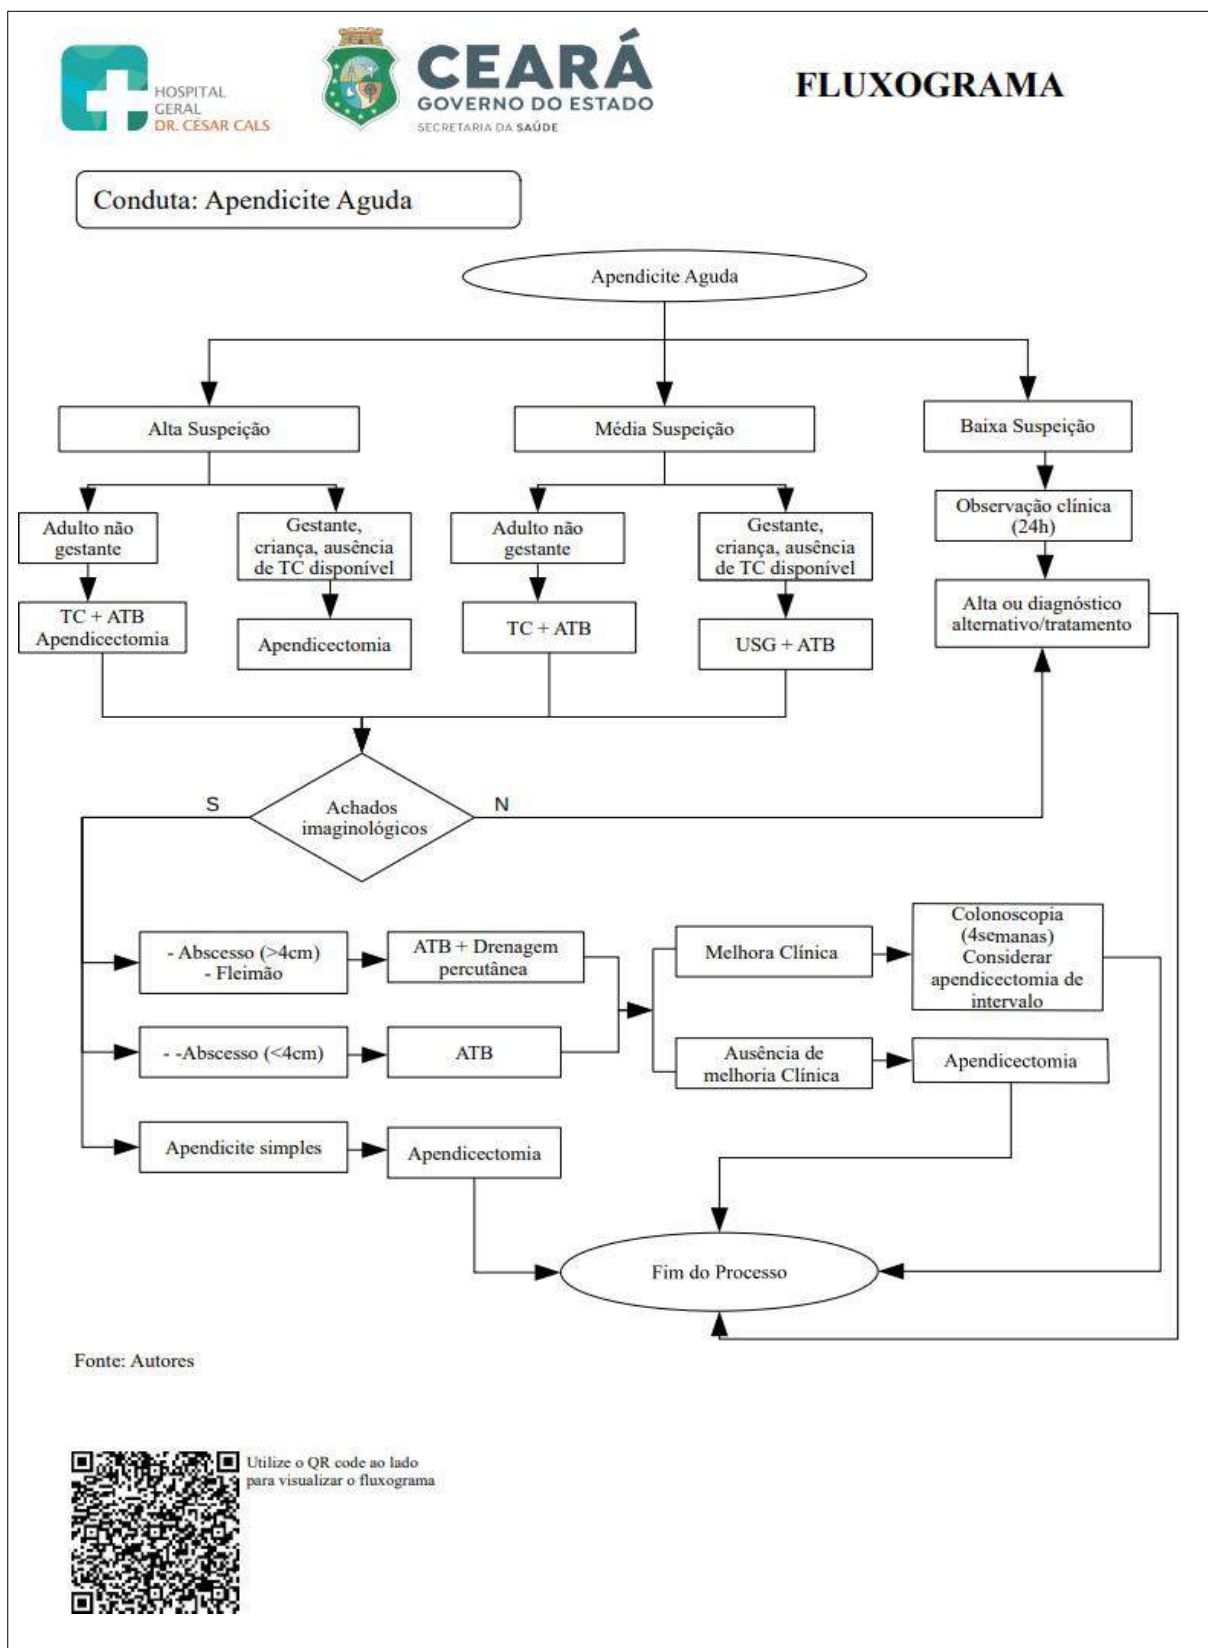 HOSPITAL
GERAL
DR. CÉSAR CALS
CEARÁ
GOVERNO DO ESTADO
SECRETARIA DA SAÚDE
FLUXOGRAMA
Conduta: Apendicite Aguda
Apendicite Aguda
Alta Suspeição
Média Suspeição
Baixa Suspeição
Adulto não
gestante
Gestante,
criança, ausência
de TC disponível
Adulto não
gestante
Gestante,
criança, ausência
de TC disponível
Observação clínica
(24h)
TC + ATB
Apendicectomia
Apendicectomia
TC + ATB
USG + ATB
Alta ou diagnóstico
alternativo/tratamento
S
Achados
imaginológicos
N
- Abscesso (>4cm)
- Fleimão
ATB + Drenagem
percutânea
Melhora Clínica
Colonoscopia
(4semanas)
Considerar
apendicectomia de
intervalo
- -Abscesso (<4cm)
ATB
Ausência de
melhoria Clínica
Apendicectomia
Apendicite simples
Apendicectomia
Fim do Processo
Fonte: Autores
Utilize o QR code ao lado
para visualizar o fluxograma